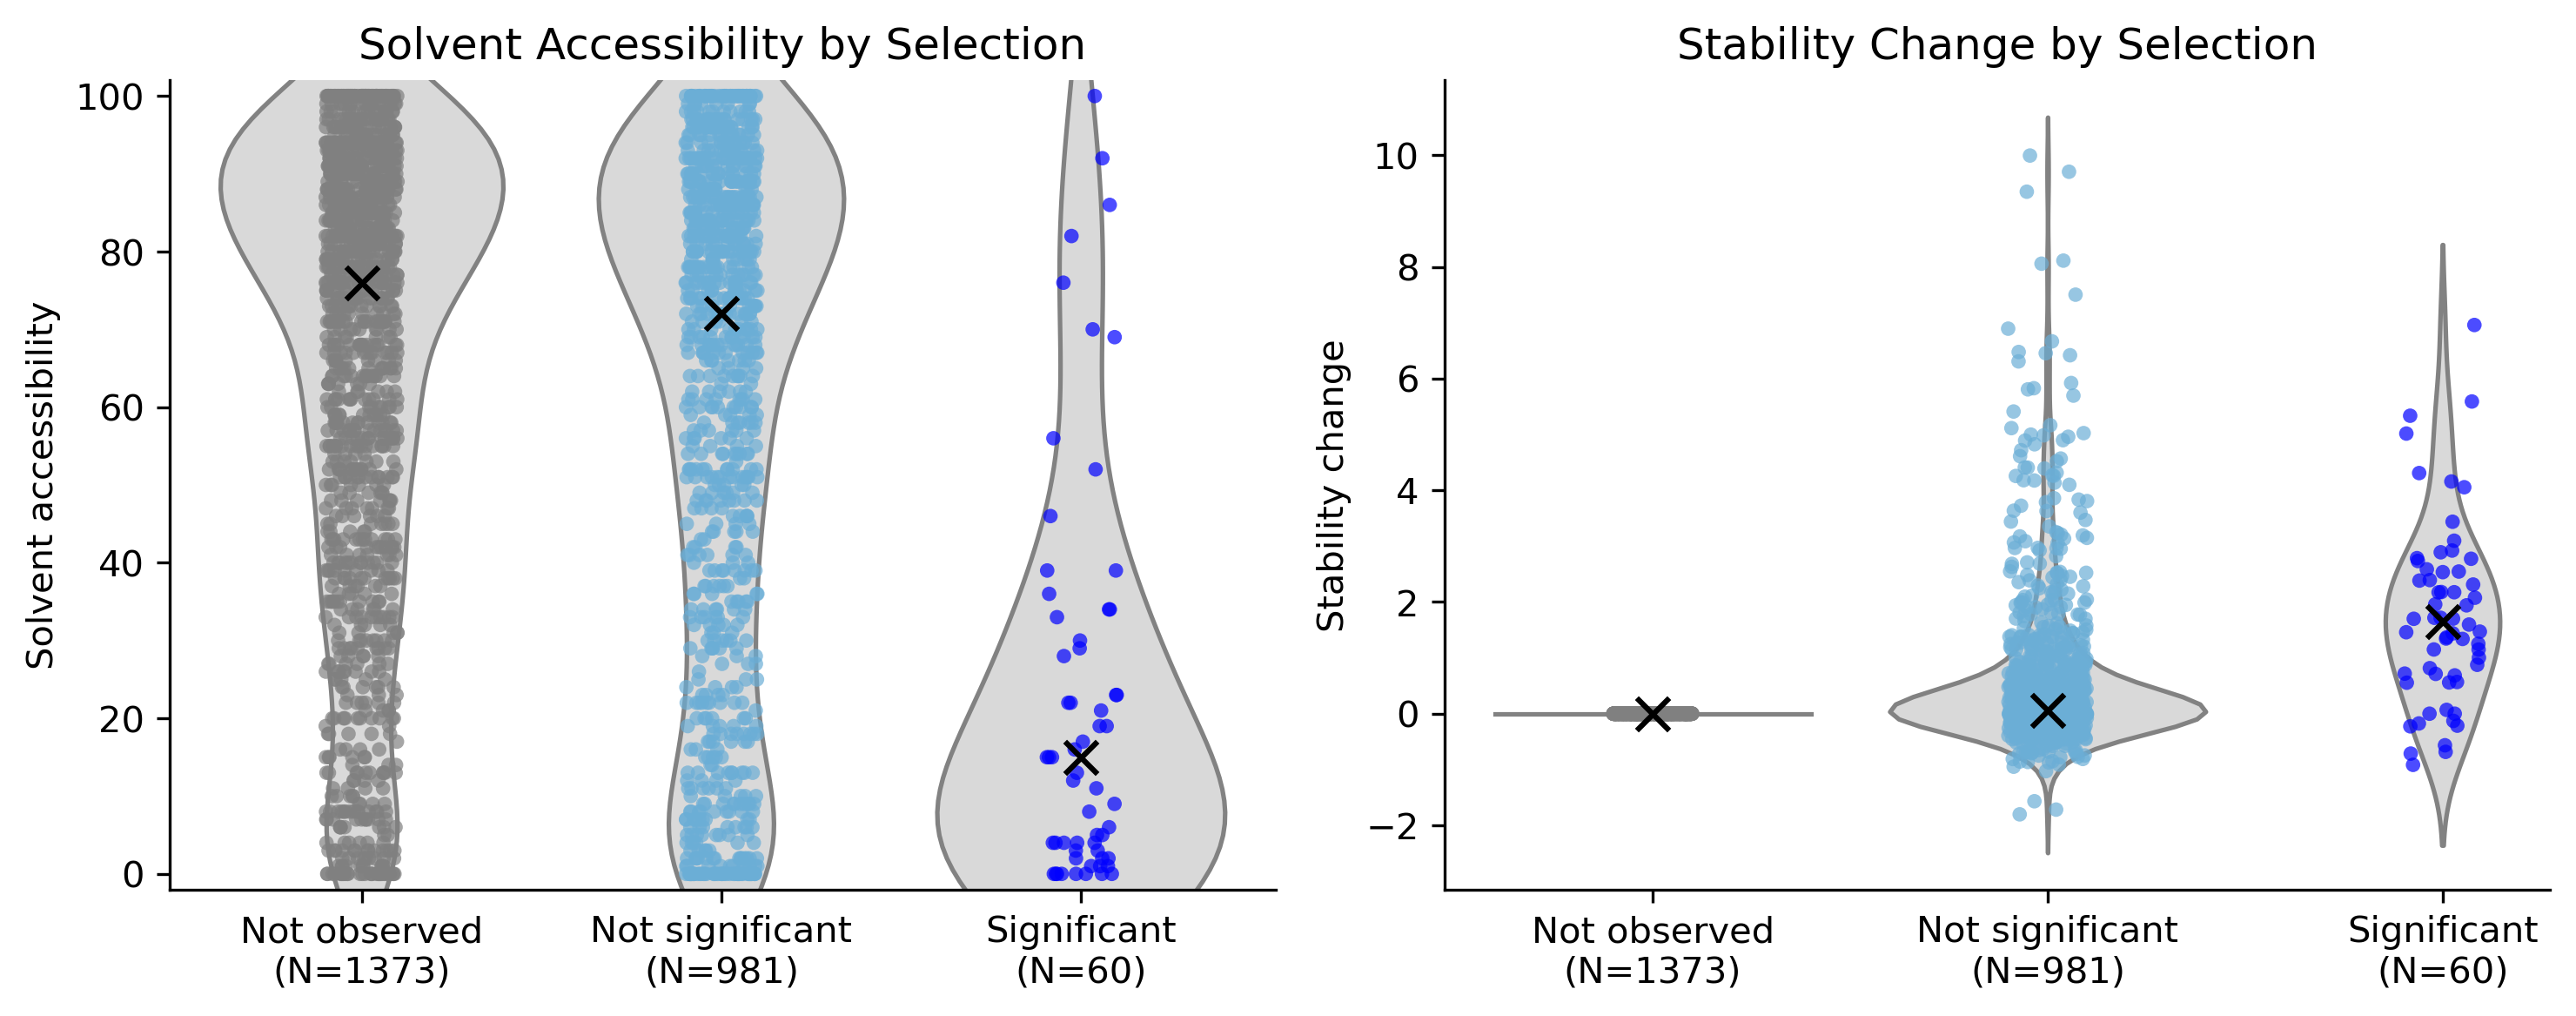 Solvent Accessibility by Selection
Solvent accessibility
100
80
60
40
20
0
Not observed
(N=1373)
Not significant
(N=981)
Significant
(N=60)
Stability Change by Selection
Stability change
10
8
6
4
2
0
−2
Not observed
(N=1373)
Not significant
(N=981)
Significant
(N=60)